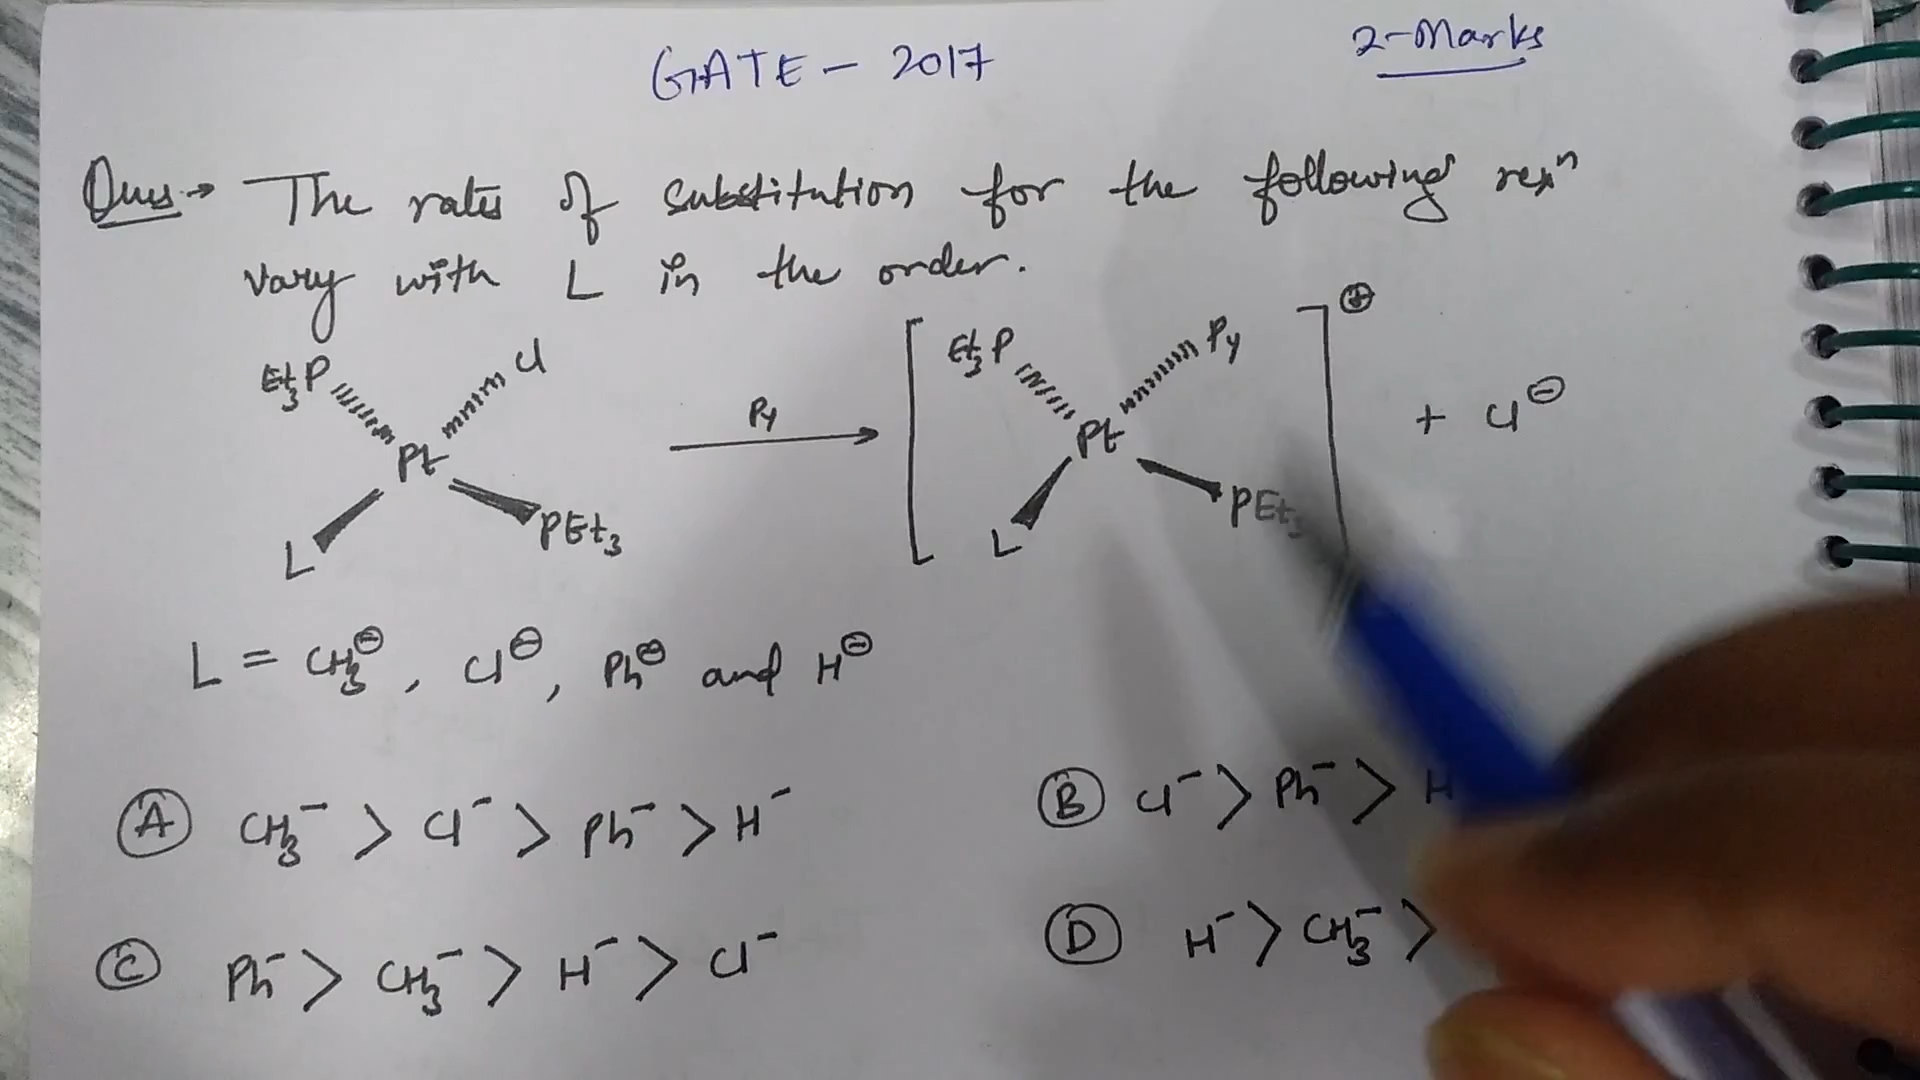 GATE - 2017
2-Marks
Ques→ The rates of substitution for the following rexⁿ
vary with L in the order.
Et₃P Cl Pt L PEt₃
Py
[Et₃P Py Pt L PEt₃]⊕ + Cl⊖
L = CH₃⊖, Cl⊖, Ph⊖ and H⊖
Ⓐ CH₃⁻ > Cl⁻ > Ph⁻ > H⁻
Ⓑ Cl⁻ > Ph⁻ > H
Ⓒ Ph⁻ > CH₃⁻ > H⁻ > Cl⁻
Ⓓ H⁻ > CH₃⁻ >